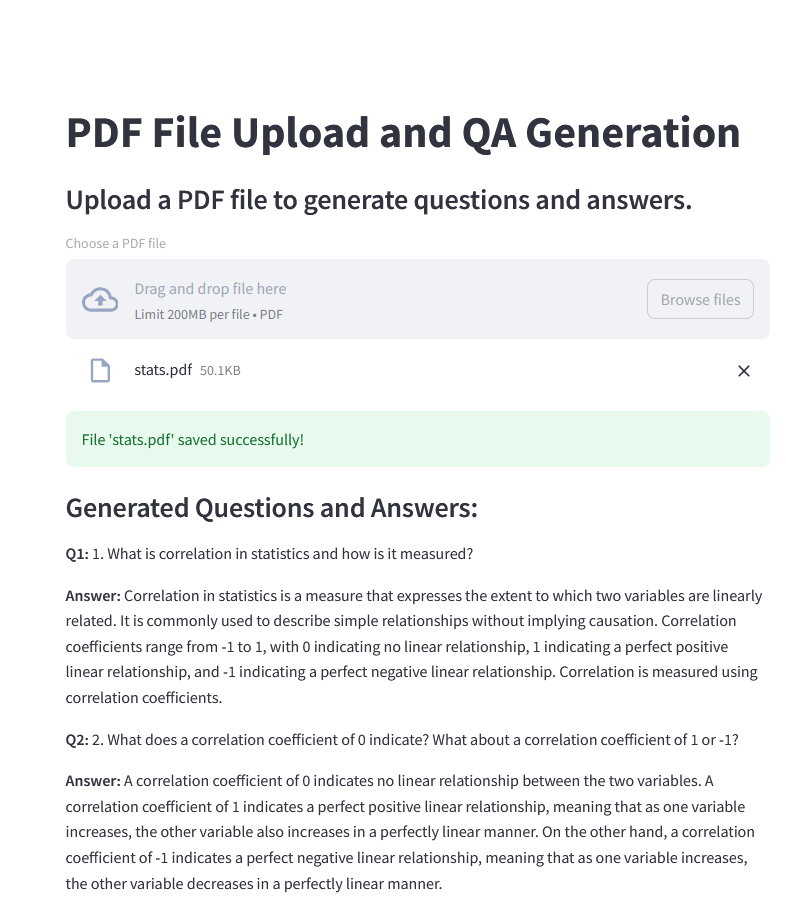 PDF File Upload and QA Generation
Upload a PDF file to generate questions and answers.
Choose a PDF file
Drag and drop file here
Limit 200MB per file • PDF
Browse files
stats.pdf 50.1KB
File 'stats.pdf' saved successfully!
Generated Questions and Answers:
Q1: 1. What is correlation in statistics and how is it measured?
Answer: Correlation in statistics is a measure that expresses the extent to which two variables are linearly
related. It is commonly used to describe simple relationships without implying causation. Correlation
coefficients range from -1 to 1, with 0 indicating no linear relationship, 1 indicating a perfect positive
linear relationship, and -1 indicating a perfect negative linear relationship. Correlation is measured using
correlation coefficients.
Q2: 2. What does a correlation coefficient of 0 indicate? What about a correlation coefficient of 1 or -1?
Answer: A correlation coefficient of 0 indicates no linear relationship between the two variables. A
correlation coefficient of 1 indicates a perfect positive linear relationship, meaning that as one variable
increases, the other variable also increases in a perfectly linear manner. On the other hand, a correlation
coefficient of -1 indicates a perfect negative linear relationship, meaning that as one variable increases,
the other variable decreases in a perfectly linear manner.